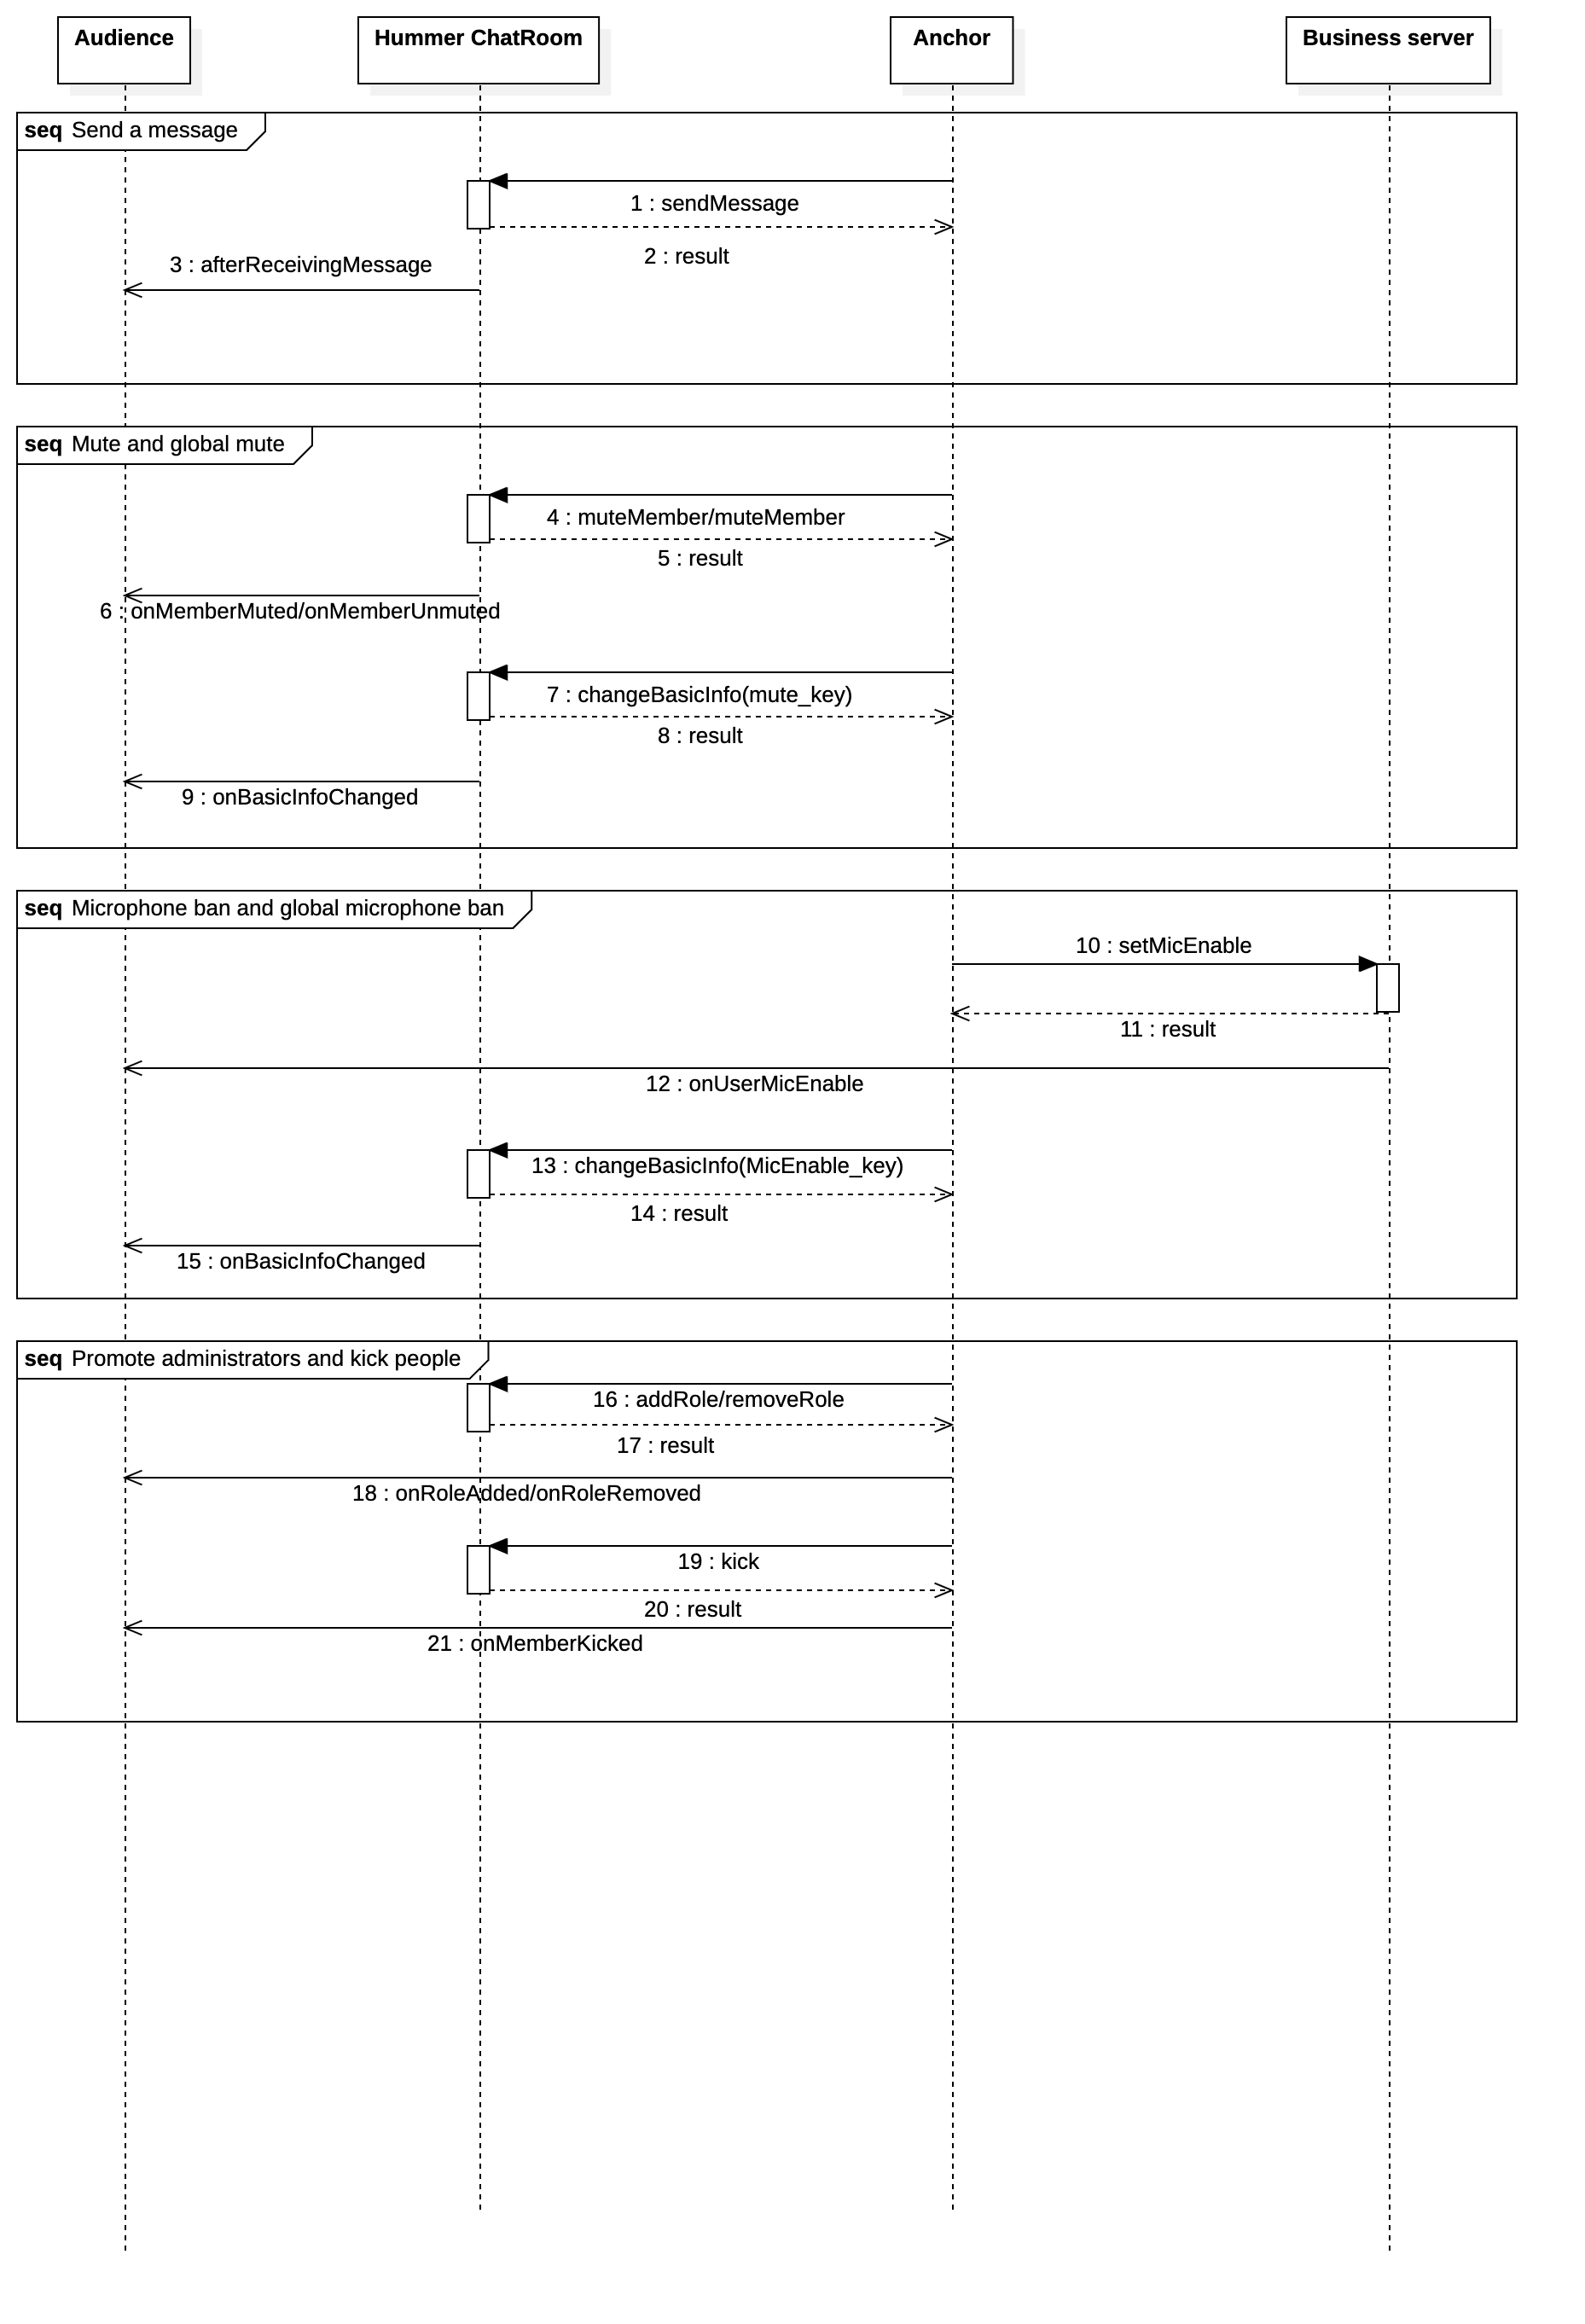 Audience
Hummer ChatRoom
Anchor
Business server
seq Send a message
1 : sendMessage
2 : result
3 : afterReceivingMessage
seq Mute and global mute
4 : muteMember/muteMember
5 : result
6 : onMemberMuted/onMemberUnmuted
7 : changeBasicInfo(mute_key)
8 : result
9 : onBasicInfoChanged
seq Microphone ban and global microphone ban
10 : setMicEnable
11 : result
12 : onUserMicEnable
13 : changeBasicInfo(MicEnable_key)
14 : result
15 : onBasicInfoChanged
seq Promote administrators and kick people
16 : addRole/removeRole
17 : result
18 : onRoleAdded/onRoleRemoved
19 : kick
20 : result
21 : onMemberKicked